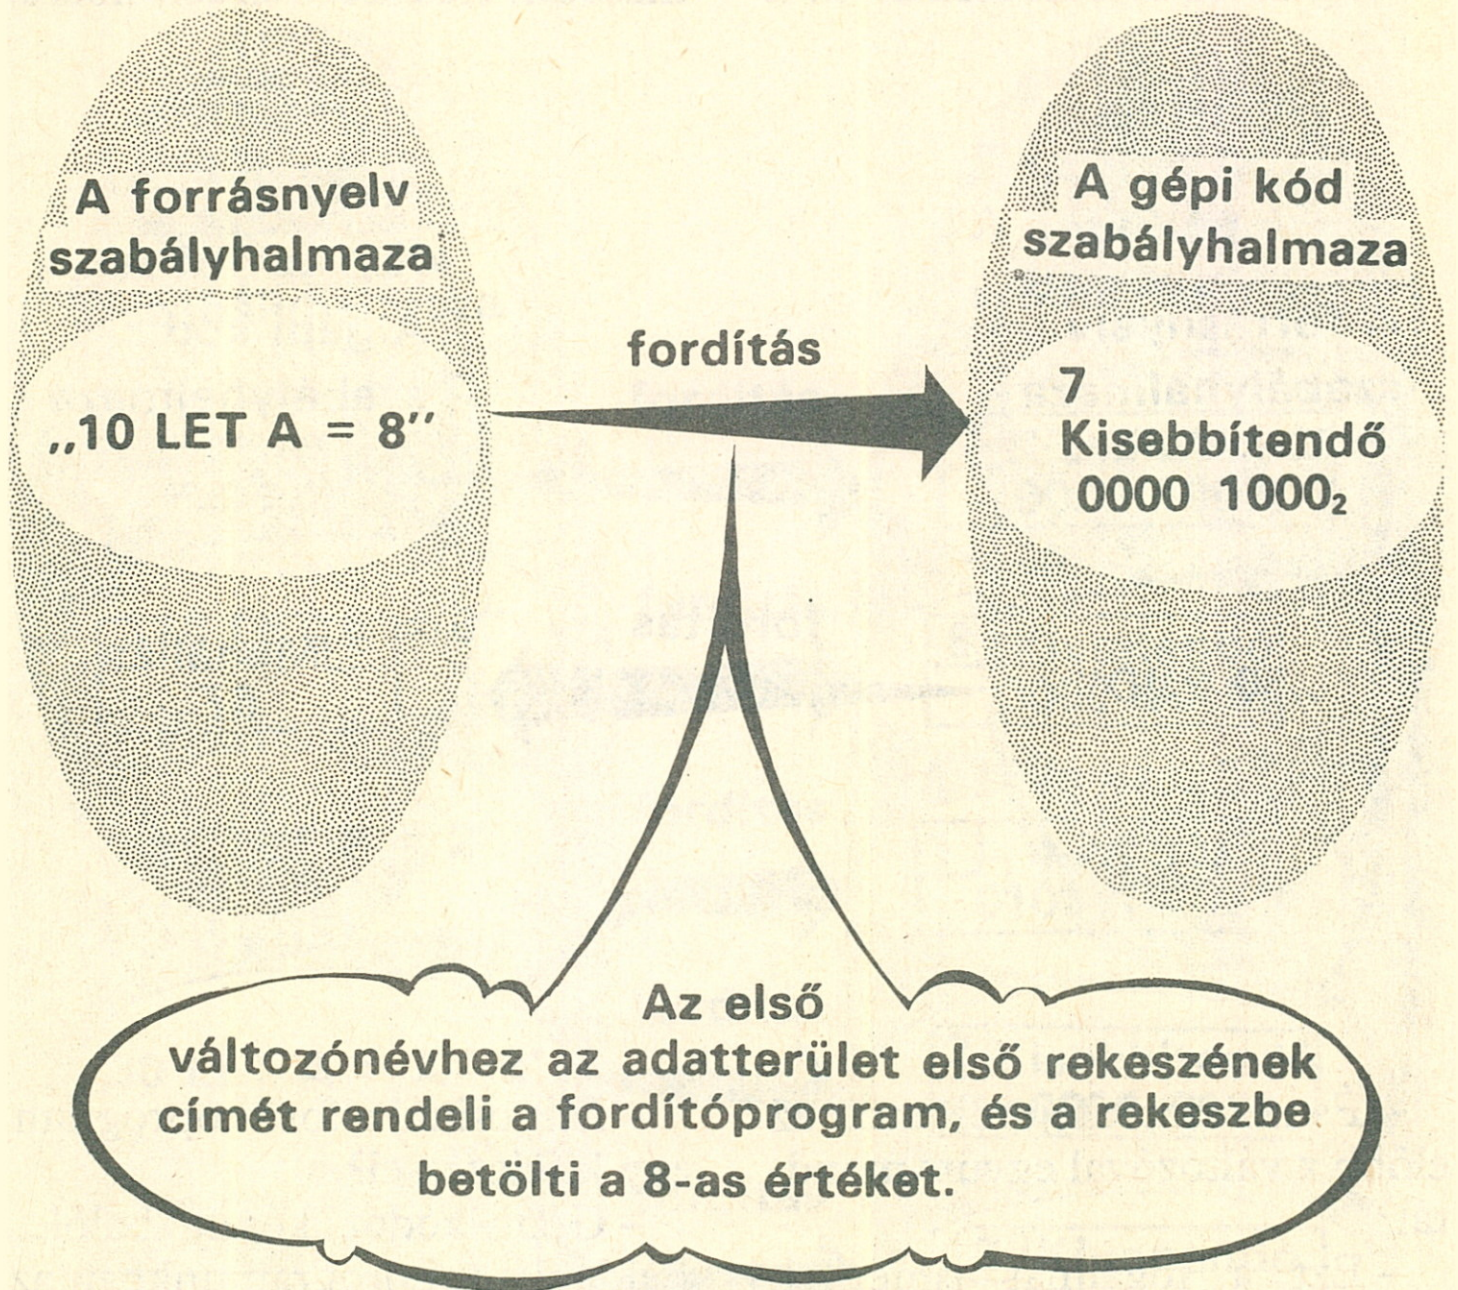 A forrásnyelv
szabályhalmaza
„10 LET A = 8”
fordítás
A gépi kód
szabályhalmaza
7
Kisebbítendő
0000 1000₂
Az első
változónévhez az adatterület első rekeszének
címét rendeli a fordítóprogram, és a rekeszbe
betölti a 8-as értéket.